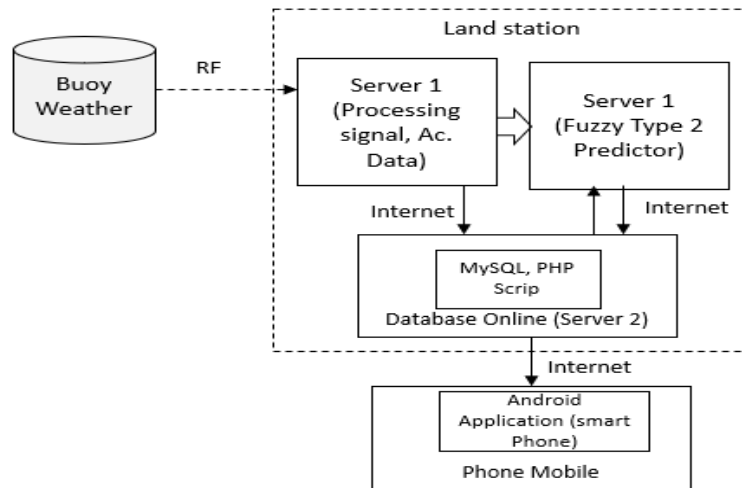 Land station
Buoy
Weather
RF
Server 1
(Processing
signal, Ac.
Data)
Server 1
(Fuzzy Type 2
Predictor)
Internet
Internet
MySQL, PHP
Scrip
Database Online (Server 2)
Internet
Android
Application (smart
Phone)
Phone Mobile